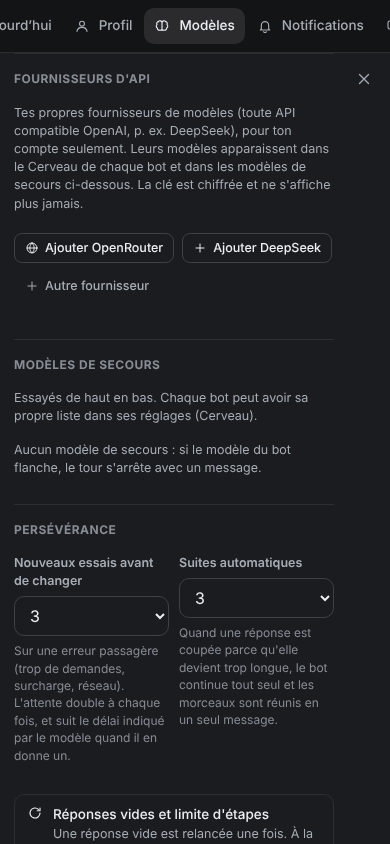 ourd'hui Profil Modèles Notifications
FOURNISSEURS D'API
Tes propres fournisseurs de modèles (toute API
compatible OpenAI, p. ex. DeepSeek), pour ton
compte seulement. Leurs modèles apparaissent dans
le Cerveau de chaque bot et dans les modèles de
secours ci-dessous. La clé est chiffrée et ne s'affiche
plus jamais.
Ajouter OpenRouter
Ajouter DeepSeek
Autre fournisseur
MODÈLES DE SECOURS
Essayés de haut en bas. Chaque bot peut avoir sa
propre liste dans ses réglages (Cerveau).
Aucun modèle de secours : si le modèle du bot
flanche, le tour s'arrête avec un message.
PERSÉVÉRANCE
Nouveaux essais avant
de changer
3
Sur une erreur passagère
(trop de demandes,
surcharge, réseau).
L'attente double à chaque
fois, et suit le délai indiqué
par le modèle quand il en
donne un.
Suites automatiques
3
Quand une réponse est
coupée parce qu'elle
devient trop longue, le bot
continue tout seul et les
morceaux sont réunis en
un seul message.
Réponses vides et limite d'étapes
Une réponse vide est relancée une fois. À la